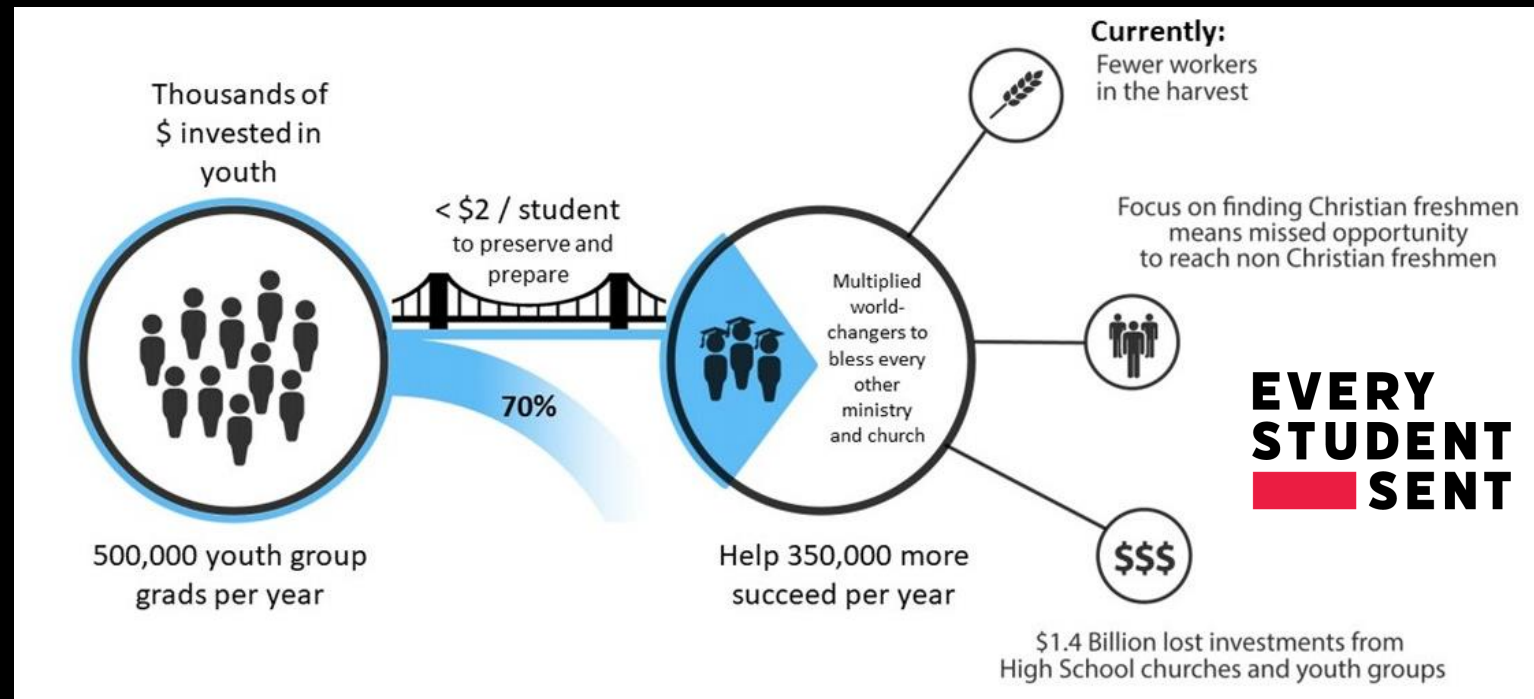 Thousands of
$ invested in
youth
500,000 youth group
grads per year
< $2 / student
to preserve and
prepare
70%
Multiplied
world-
changers to
bless every
other
ministry
and church
Help 350,000 more
succeed per year
Currently:
Fewer workers
in the harvest
Focus on finding Christian freshmen
means missed opportunity
to reach non Christian freshmen
$$$
$1.4 Billion lost investments from
High School churches and youth groups
EVERY
STUDENT
SENT